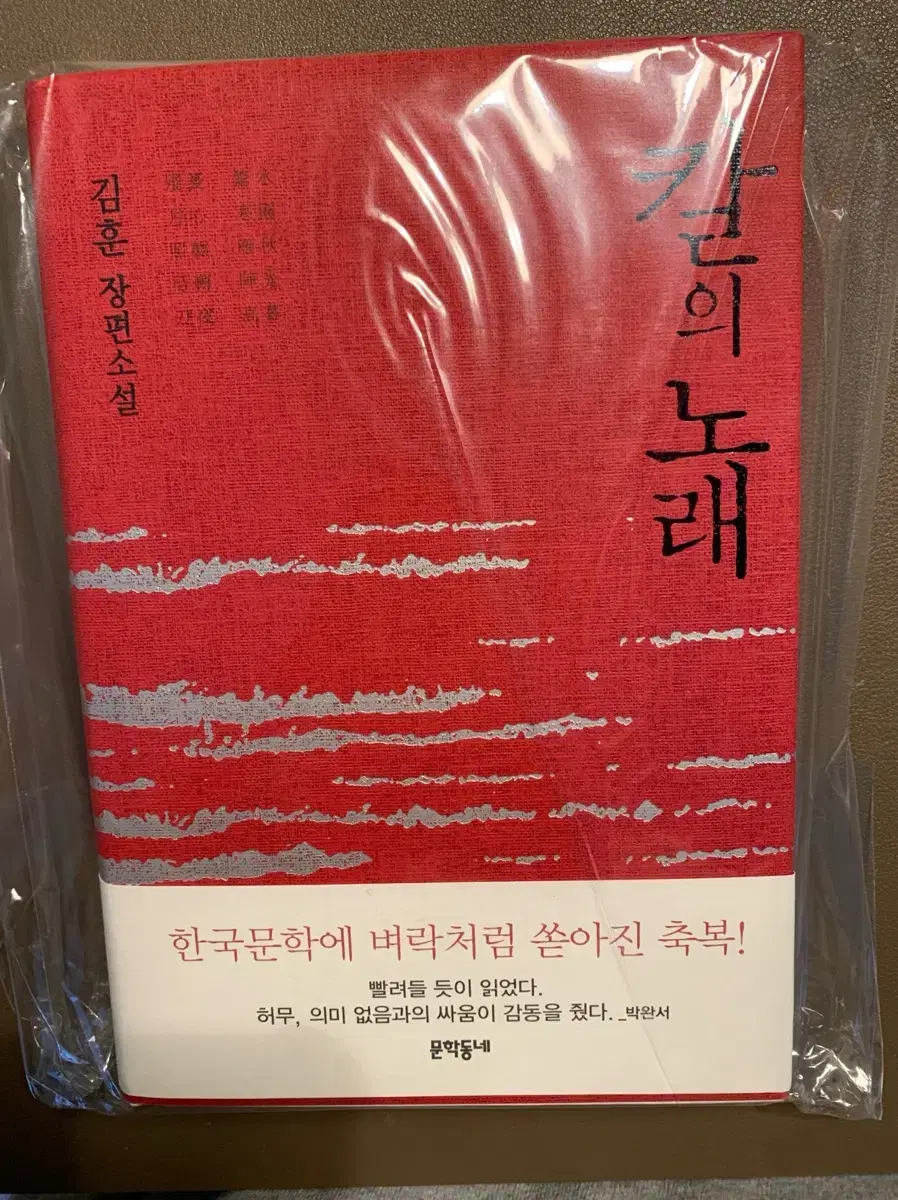 칼의 노래
김훈 장편소설
한국문학에 벼락처럼 쏟아진 축복!
빨려들 듯이 읽었다.
허무, 의미 없음과의 싸움이 감동을 줬다. _박완서
문학동네